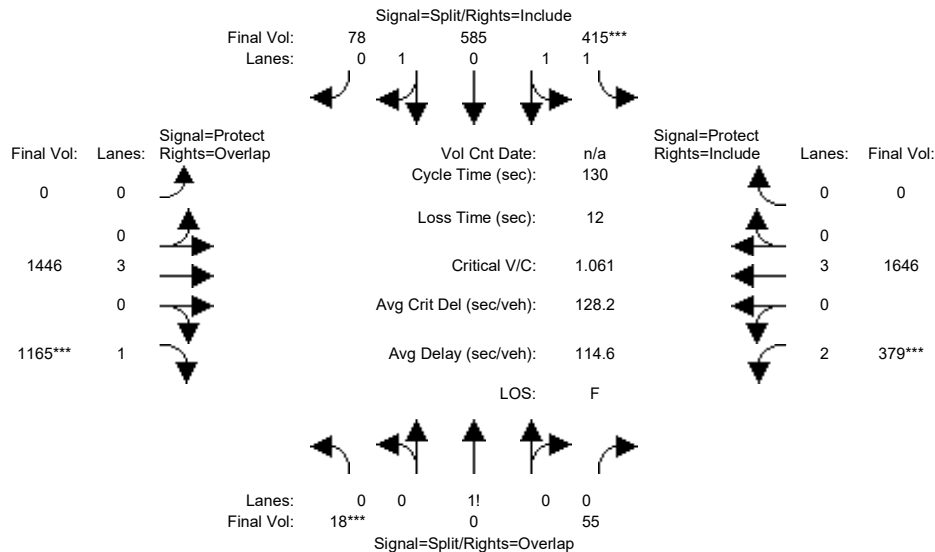 Signal=Split/Rights=Include
Final Vol: 78 585 415***
Lanes: 0 1 0 1 1
Signal=Protect
Final Vol: Lanes: Rights=Overlap
Vol Cnt Date: n/a
Signal=Protect
Rights=Include Lanes: Final Vol:
Cycle Time (sec): 130
0 0
0 0
Loss Time (sec): 12
0
0
1446 3
Critical V/C: 1.061
3 1646
0
Avg Crit Del (sec/veh): 128.2
0
1165*** 1
Avg Delay (sec/veh): 114.6
2 379***
LOS: F
Lanes: 0 0 1! 0 0
Final Vol: 18*** 0 55
Signal=Split/Rights=Overlap